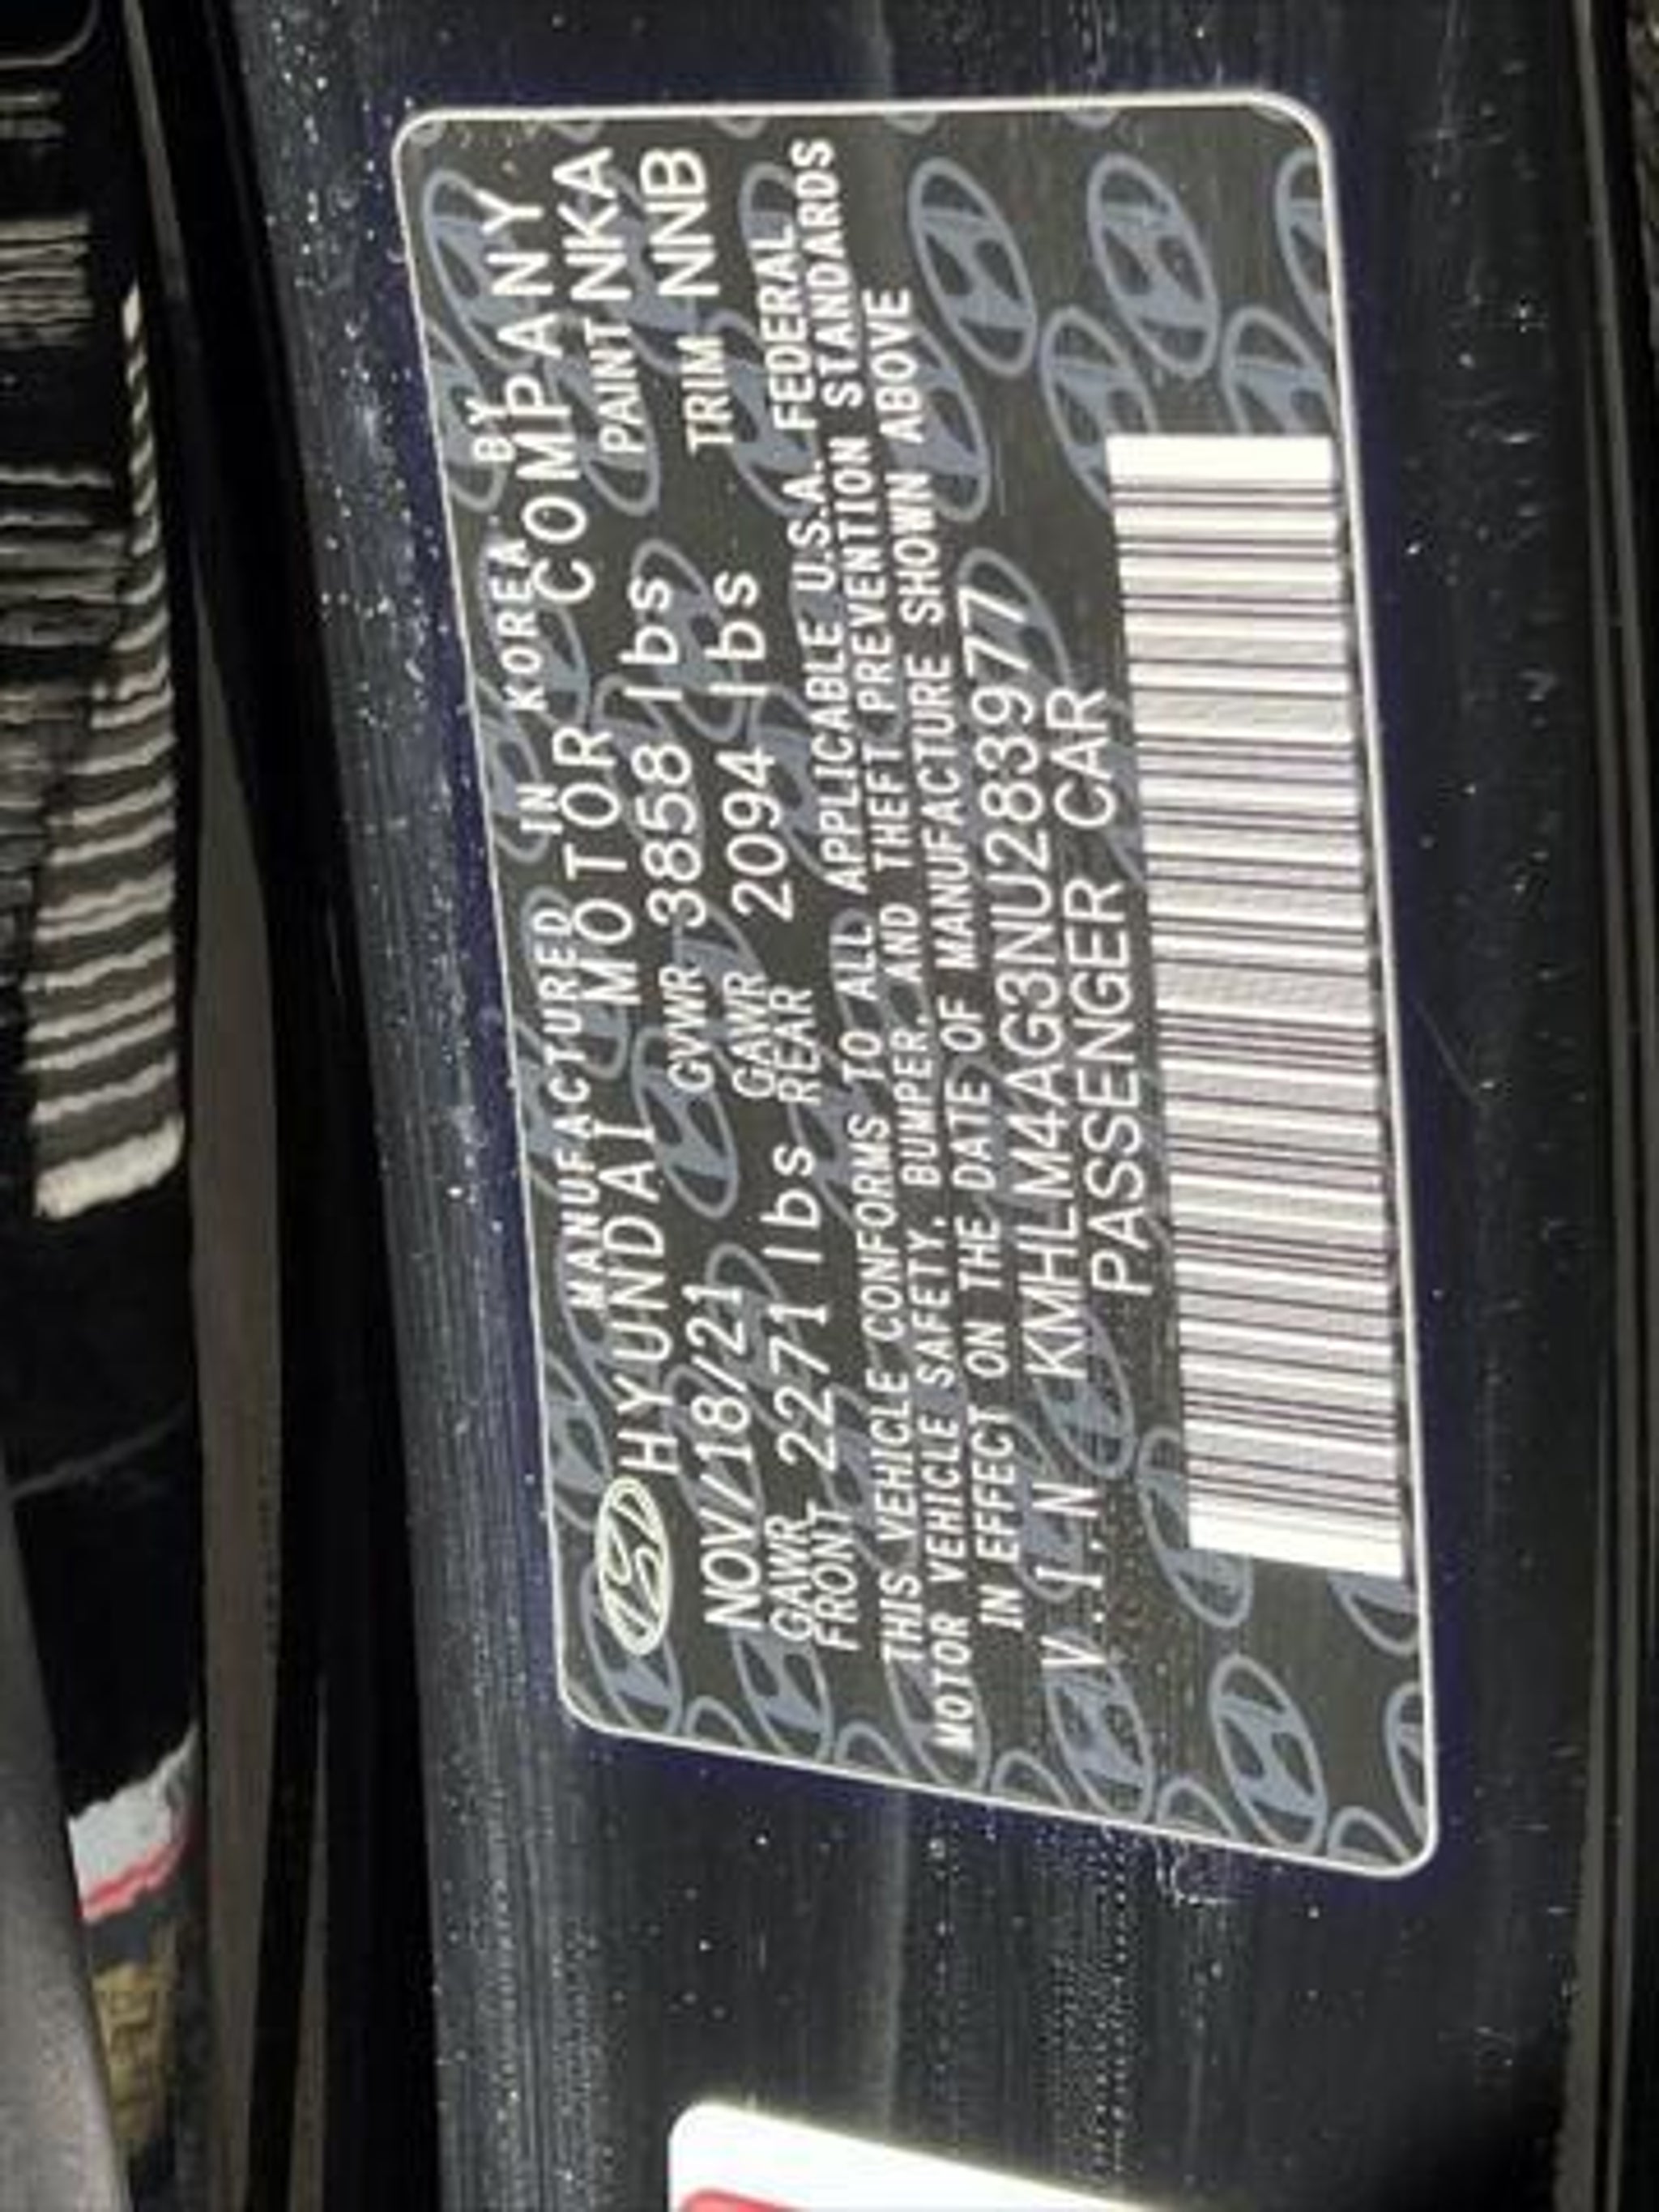 MANUFACTURED IN KOREA BY
HYUNDAI MOTOR COMPANY
NOV/18/21 GVWR 3858 lbs PAINT NKA
GAWR FRONT 2271 lbs GAWR REAR 2094 lbs TRIM NNB
THIS VEHICLE CONFORMS TO ALL APPLICABLE U.S.A. FEDERAL
MOTOR VEHICLE SAFETY, BUMPER, AND THEFT PREVENTION STANDARDS
IN EFFECT ON THE DATE OF MANUFACTURE SHOWN ABOVE
V.I.N KMHLM4AG3NU283977
PASSENGER CAR